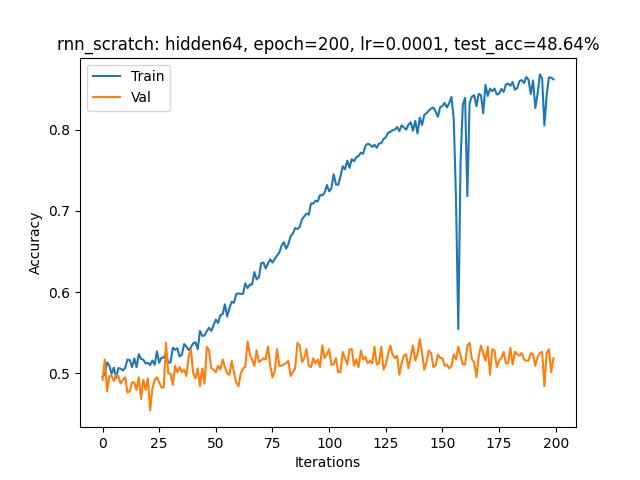 rnn_scratch: hidden64, epoch=200, lr=0.0001, test_acc=48.64%
Train
Val
0.8
0.7
0.6
0.5
Accuracy
0 25 50 75 100 125 150 175 200
Iterations